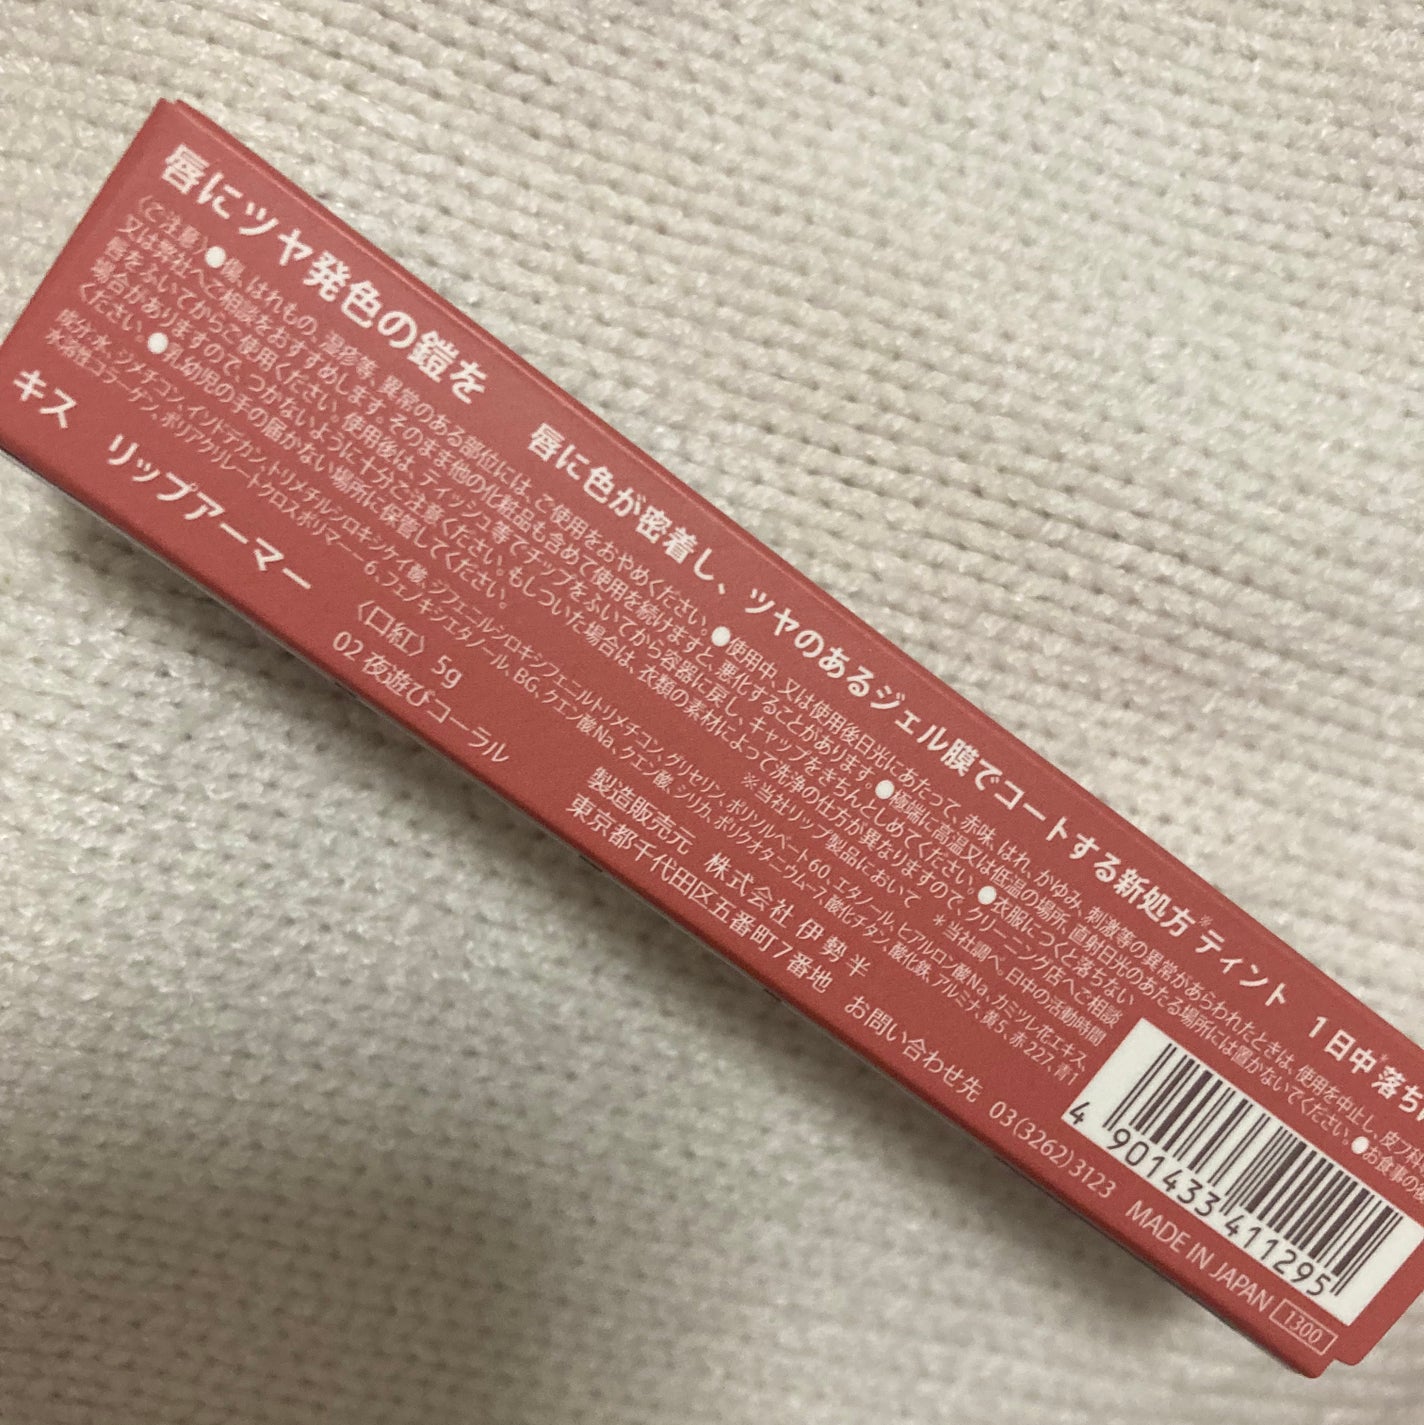 唇にツヤ発色の鎧を　唇に色が密着し、ツヤのあるジェル膜でコートする新処方※ティント　1日中*落ち
〈ご注意〉●傷、はれもの、湿疹等、異常のある部位には、ご使用をおやめください。●使用中、又は使用後日光にあたって、赤味、はれ、かゆみ、刺激等の異常があらわれたときは、使用を中止し、皮フ科
又は弊社へご相談をおすすめします。そのまま他の化粧品も含めて使用を続けますと、悪化することがあります。●極端に高温又は低温の場所、直射日光のあたる場所には置かないでください。●お食事の後
唇をふいてからご使用ください。使用後は、ティッシュ等でチップをふいてから容器に戻し、キャップをきちんとしめてください。●衣服につくと落ちない
場合がありますので、つかないように十分ご注意ください。もしついた場合は、衣類の素材によって洗浄の仕方が異なりますので、クリーニング店へご相談
ください。●乳幼児の手の届かない場所に保管してください。　※当社リップ製品において　*当社調べ。日中の活動時間
成分：水、ジメチコン、イソドデカン、トリメチルシロキシケイ酸、ジフェニルシロキシフェニルトリメチコン、グリセリン、ポリソルベート60、エタノール、ヒアルロン酸Na、カミツレ花エキス、
水溶性コラーゲン、ポリアクリレートクロスポリマー-6、フェノキシエタノール、BG、クエン酸Na、クエン酸、シリカ、ポリクオタニウム-7、酸化チタン、酸化鉄、アルミナ、黄5、赤227、青1
キス　リップアーマー　〈口紅〉5g
02 夜遊びコーラル
製造販売元　株式会社 伊勢半
東京都千代田区五番町7番地　お問い合わせ先　03(3262)3123　MADE IN JAPAN　1300
4 901433 411295